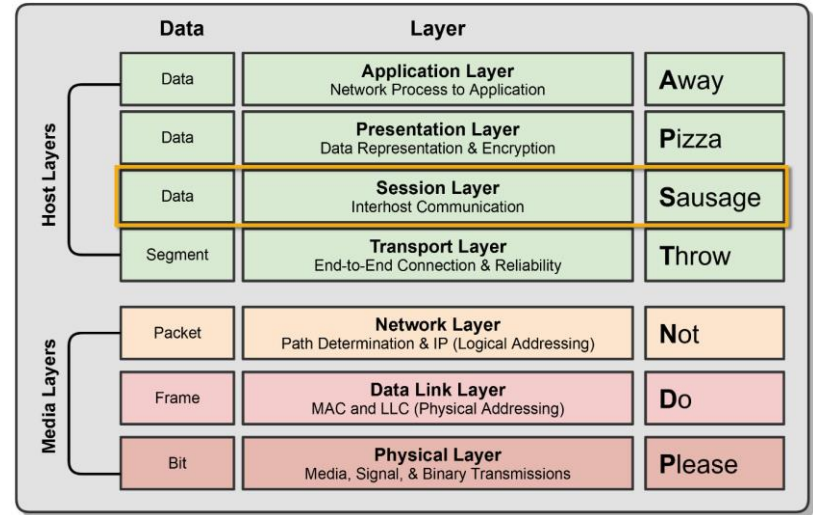 Data Layer
Host Layers
Data
Application Layer
Network Process to Application
Away
Data
Presentation Layer
Data Representation & Encryption
Pizza
Data
Session Layer
Interhost Communication
Sausage
Segment
Transport Layer
End-to-End Connection & Reliability
Throw
Media Layers
Packet
Network Layer
Path Determination & IP (Logical Addressing)
Not
Frame
Data Link Layer
MAC and LLC (Physical Addressing)
Do
Bit
Physical Layer
Media, Signal, & Binary Transmissions
Please